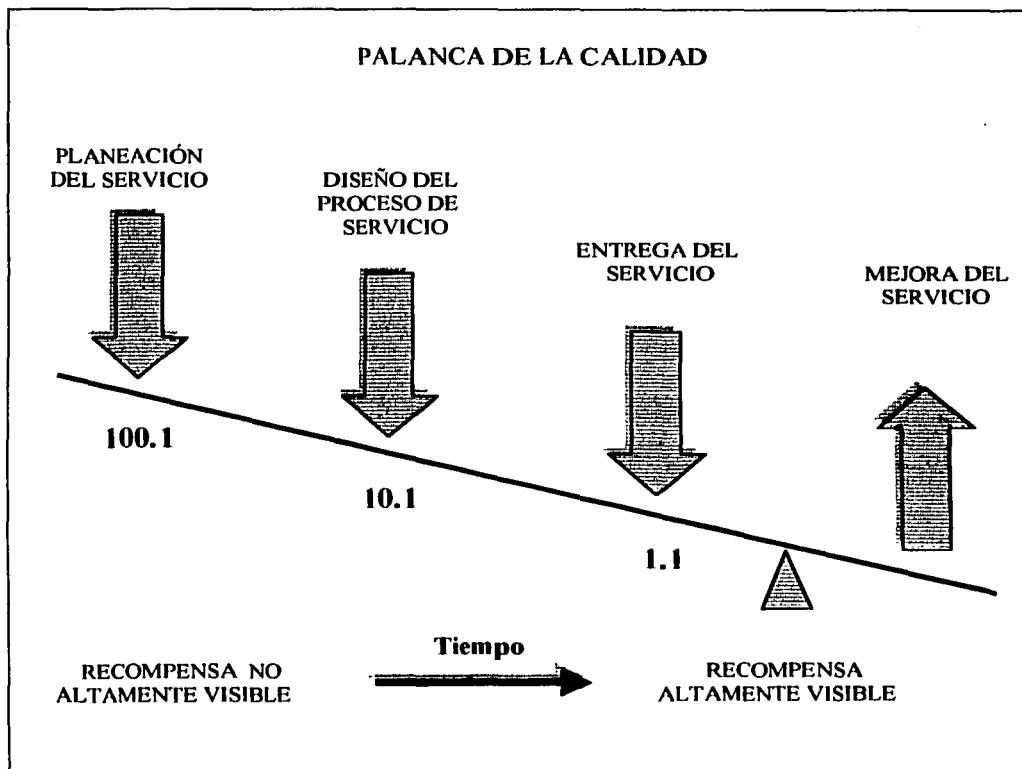 PALANCA DE LA CALIDAD
PLANEACIÓN
DEL SERVICIO
DISEÑO DEL
PROCESO DE
SERVICIO
ENTREGA DEL
SERVICIO
MEJORA DEL
SERVICIO
100.1
10.1
1.1
Tiempo
RECOMPENSA NO
ALTAMENTE VISIBLE
RECOMPENSA
ALTAMENTE VISIBLE